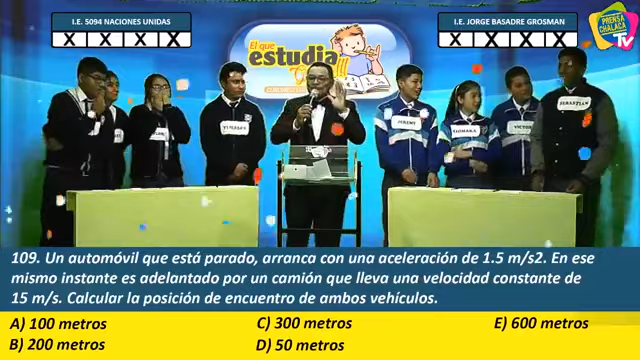 I.E. 5094 NACIONES UNIDAS
X X X X
I.E. JORGE BASADRE GROSMAN
X X X X
PRENSA
CHALACA
TV
El que
estudia
JEREMY
XIOMARA
VICTOR
SEBASTIAN
109. Un automóvil que está parado, arranca con una aceleración de 1.5 m/s2. En ese
mismo instante es adelantado por un camión que lleva una velocidad constante de
15 m/s. Calcular la posición de encuentro de ambos vehículos.
A) 100 metros
B) 200 metros
C) 300 metros
D) 50 metros
E) 600 metros